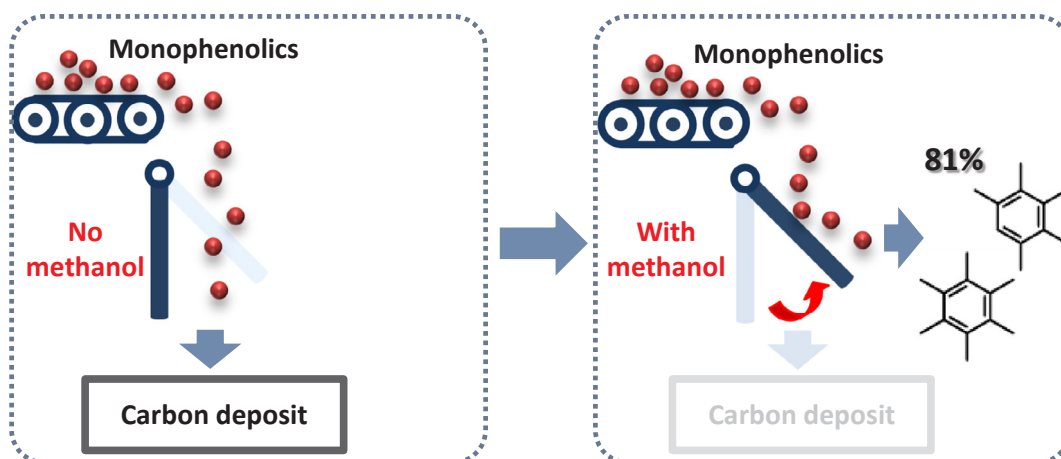 Monophenolics
No
methanol
Carbon deposit
Monophenolics
81%
With
methanol
Carbon deposit